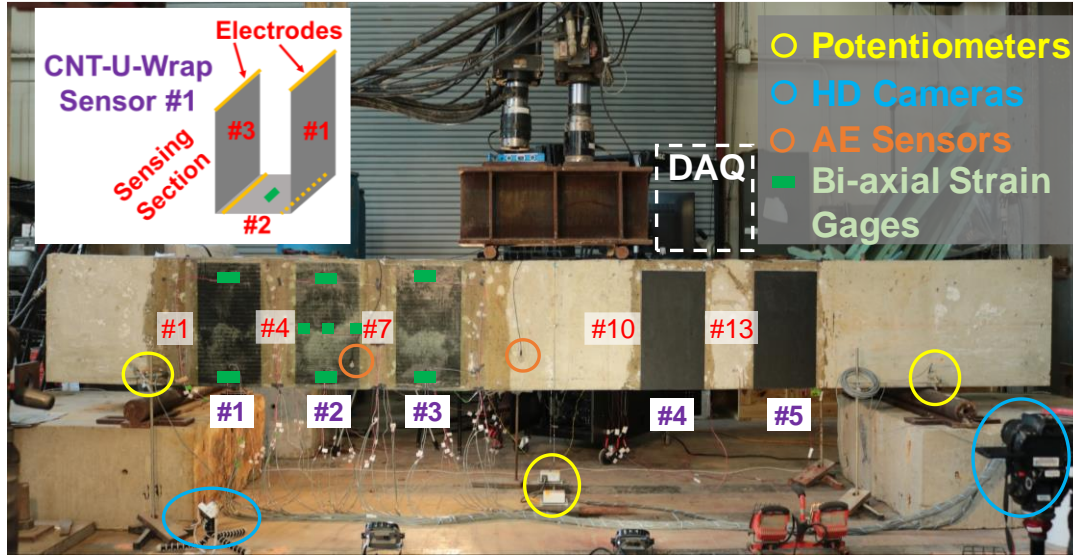 Electrodes
CNT-U-Wrap
Sensor #1
#3
#1
Sensing
Section
#2
Potentiometers
HD Cameras
AE Sensors
Bi-axial Strain
Gages
DAQ
#1
#4
#7
#10
#13
#1
#2
#3
#4
#5